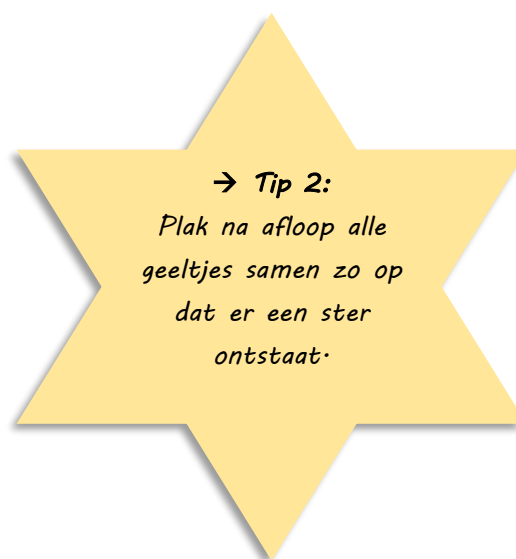 → Tip 2:
Plak na afloop alle
geeltjes samen zo op
dat er een ster
ontstaat.